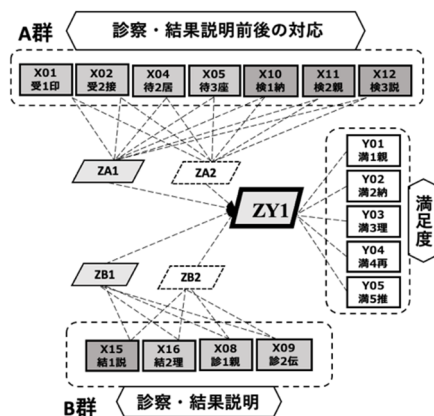 A群
診察・結果説明前後の対応
X01 X02 X04 X05 X10 X11 X12
受1印 受2接 待2居 待3座 検1納 検2親 検3説
ZA1
ZA2
ZY1
Y01
満1親
Y02
満2納
Y03
満3理
Y04
満4再
Y05
満5推
満足度
ZB1
ZB2
X15 X16 X08 X09
結1説 結2理 診1親 診2伝
B群
診察・結果説明